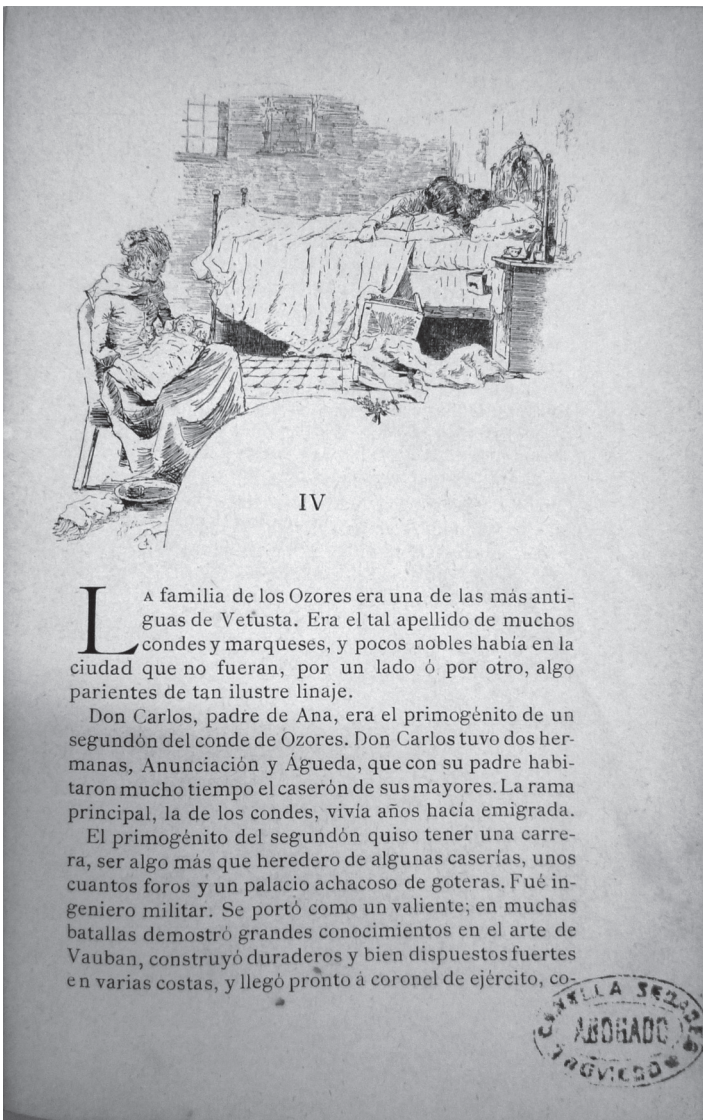 IV
LA familia de los Ozores era una de las más anti-
guas de Vetusta. Era el tal apellido de muchos
condes y marqueses, y pocos nobles había en la
ciudad que no fueran, por un lado ó por otro, algo
parientes de tan ilustre linaje.
Don Carlos, padre de Ana, era el primogénito de un
segundón del conde de Ozores. Don Carlos tuvo dos her-
manas, Anunciación y Águeda, que con su padre habi-
taron mucho tiempo el caserón de sus mayores. La rama
principal, la de los condes, vivía años hacía emigrada.
El primogénito del segundón quiso tener una carre-
ra, ser algo más que heredero de algunas caserías, unos
cuantos foros y un palacio achacoso de goteras. Fué in-
geniero militar. Se portó como un valiente; en muchas
batallas demostró grandes conocimientos en el arte de
Vauban, construyó duraderos y bien dispuestos fuertes
en varias costas, y llegó pronto á coronel de ejército, co-
ABOGADO